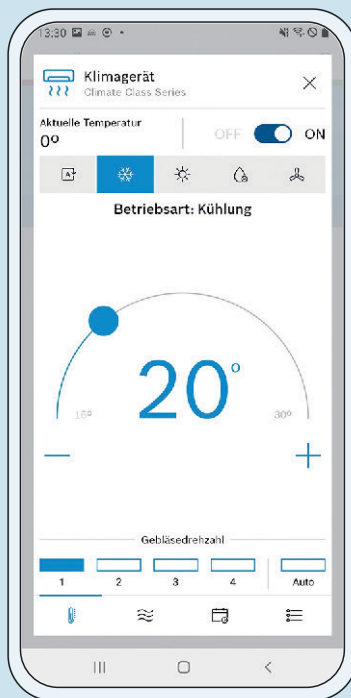 13:30
Klimagerät
Climate Class Series
Aktuelle Temperatur
0º
OFF ON
A
Betriebsart: Kühlung
20°
16º 30º
Gebläsedrehzahl
1 2 3 4 Auto